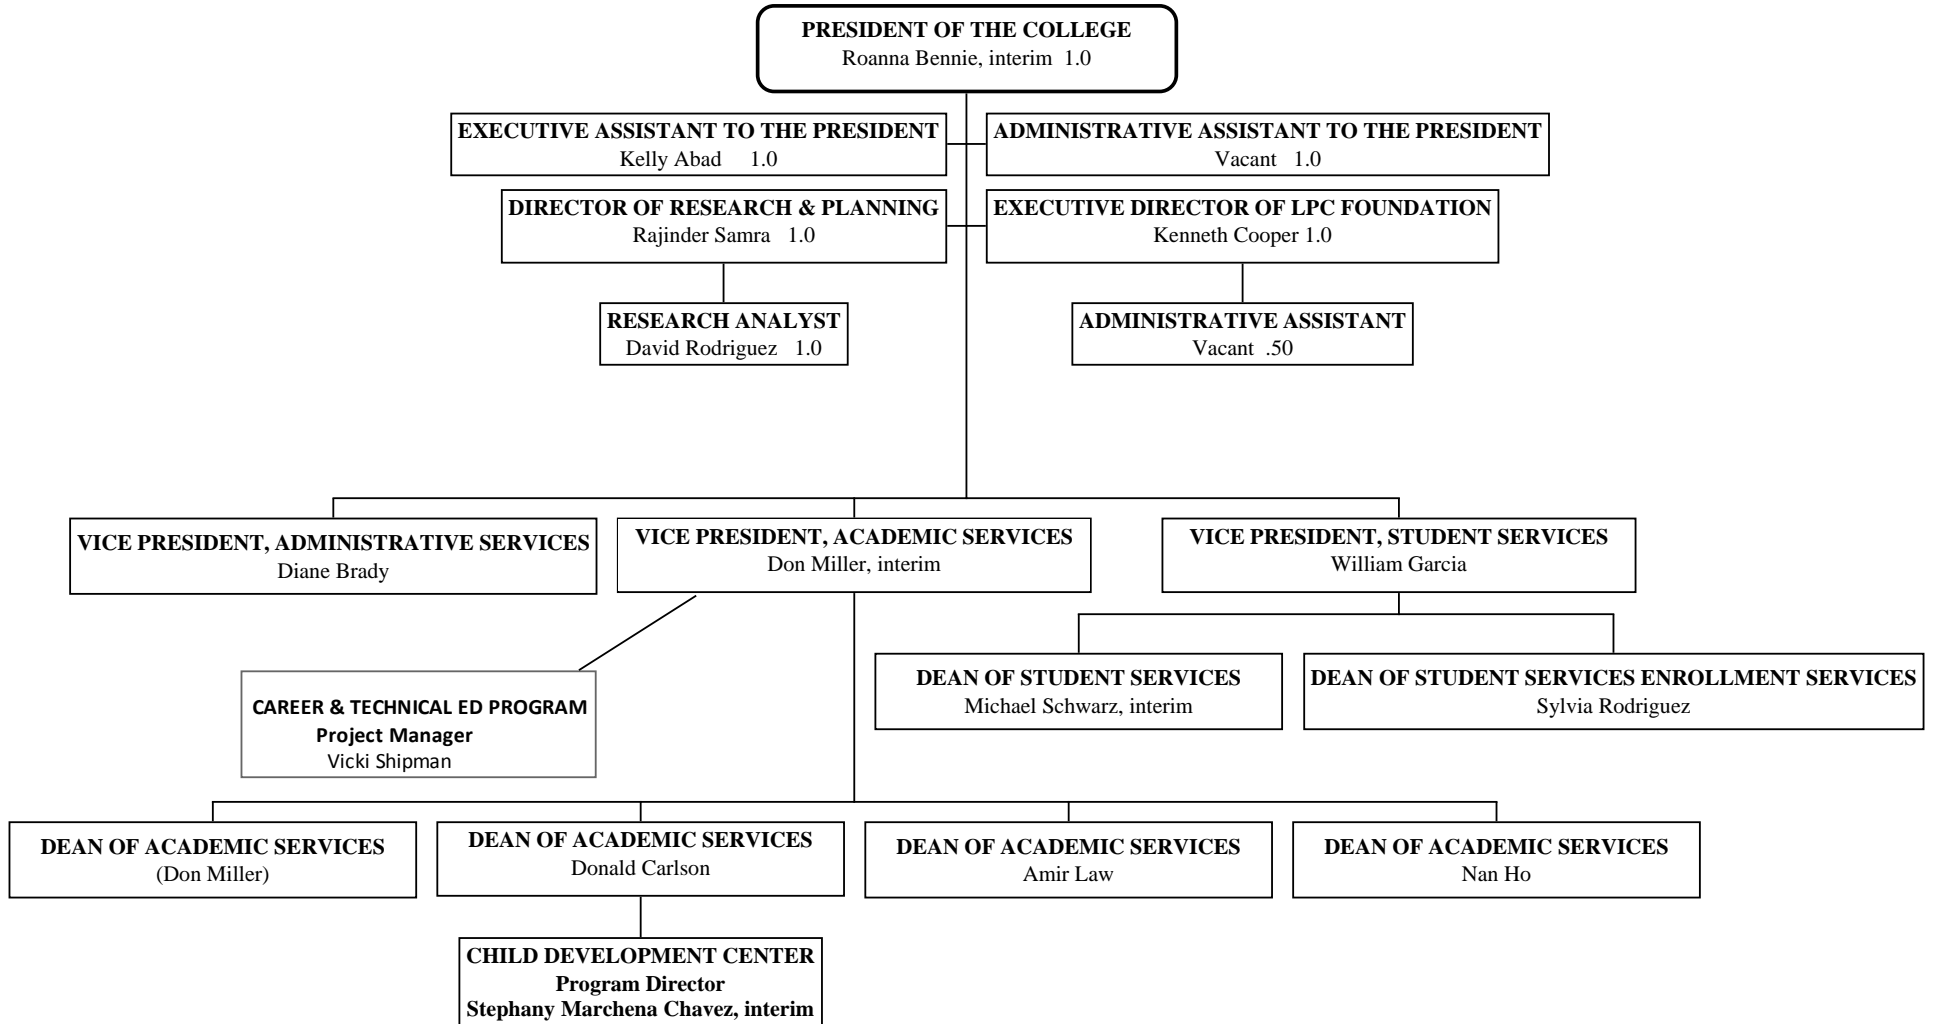 PRESIDENT OF THE COLLEGE
Roanna Bennie, interim 1.0
EXECUTIVE ASSISTANT TO THE PRESIDENT
Kelly Abad 1.0
ADMINISTRATIVE ASSISTANT TO THE PRESIDENT
Vacant 1.0
DIRECTOR OF RESEARCH & PLANNING
Rajinder Samra 1.0
EXECUTIVE DIRECTOR OF LPC FOUNDATION
Kenneth Cooper 1.0
RESEARCH ANALYST
David Rodriguez 1.0
ADMINISTRATIVE ASSISTANT
Vacant .50
VICE PRESIDENT, ADMINISTRATIVE SERVICES
Diane Brady
VICE PRESIDENT, ACADEMIC SERVICES
Don Miller, interim
VICE PRESIDENT, STUDENT SERVICES
William Garcia
CAREER & TECHNICAL ED PROGRAM
Project Manager
Vicki Shipman
DEAN OF STUDENT SERVICES
Michael Schwarz, interim
DEAN OF STUDENT SERVICES ENROLLMENT SERVICES
Sylvia Rodriguez
DEAN OF ACADEMIC SERVICES
(Don Miller)
DEAN OF ACADEMIC SERVICES
Donald Carlson
DEAN OF ACADEMIC SERVICES
Amir Law
DEAN OF ACADEMIC SERVICES
Nan Ho
CHILD DEVELOPMENT CENTER
Program Director
Stephany Marchena Chavez, interim